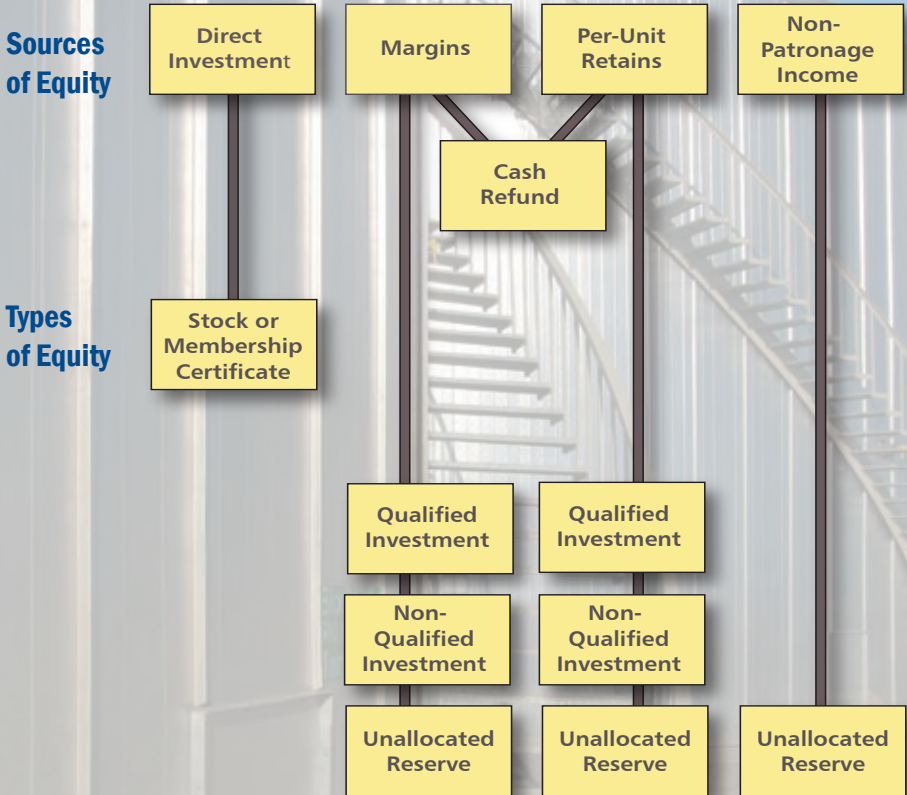 Sources
of Equity
Direct
Investment
Margins
Per-Unit
Retains
Non-
Patronage
Income
Cash
Refund
Types
of Equity
Stock or
Membership
Certificate
Qualified
Investment
Qualified
Investment
Non-
Qualified
Investment
Non-
Qualified
Investment
Unallocated
Reserve
Unallocated
Reserve
Unallocated
Reserve